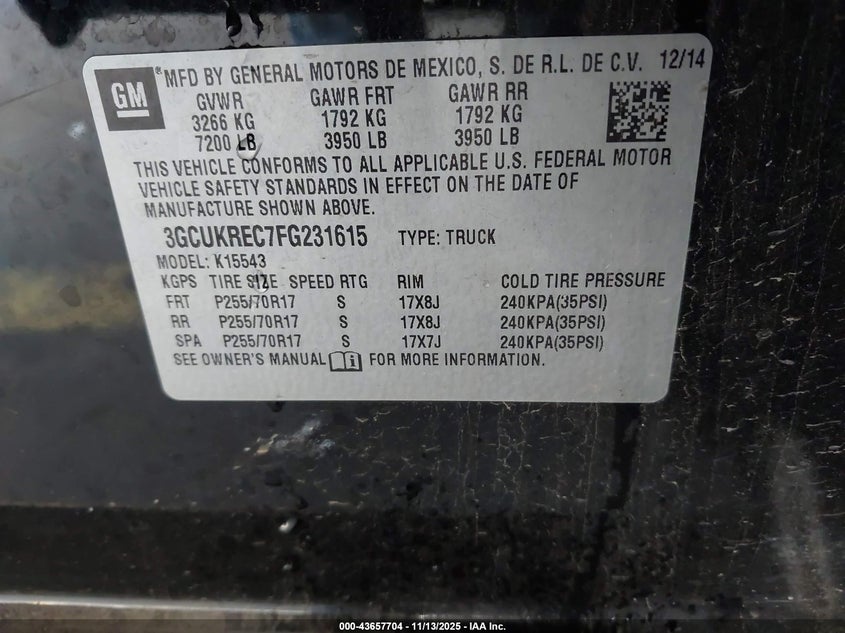 GM ® MFD BY GENERAL MOTORS DE MEXICO, S. DE R.L. DE C.V. 12/14
GVWR GAWR FRT GAWR RR
3266 KG 1792 KG 1792 KG
7200 LB 3950 LB 3950 LB
THIS VEHICLE CONFORMS TO ALL APPLICABLE U.S. FEDERAL MOTOR
VEHICLE SAFETY STANDARDS IN EFFECT ON THE DATE OF
MANUFACTURE SHOWN ABOVE.
3GCUKREC7FG231615 TYPE: TRUCK
MODEL: K15543
KGPS TIRE SIZE SPEED RTG RIM COLD TIRE PRESSURE
FRT P255/70R17 S 17X8J 240KPA(35PSI)
RR P255/70R17 S 17X8J 240KPA(35PSI)
SPA P255/70R17 S 17X7J 240KPA(35PSI)
SEE OWNER'S MANUAL FOR MORE INFORMATION.
000-43657704 - 11/13/2025 - IAA Inc.